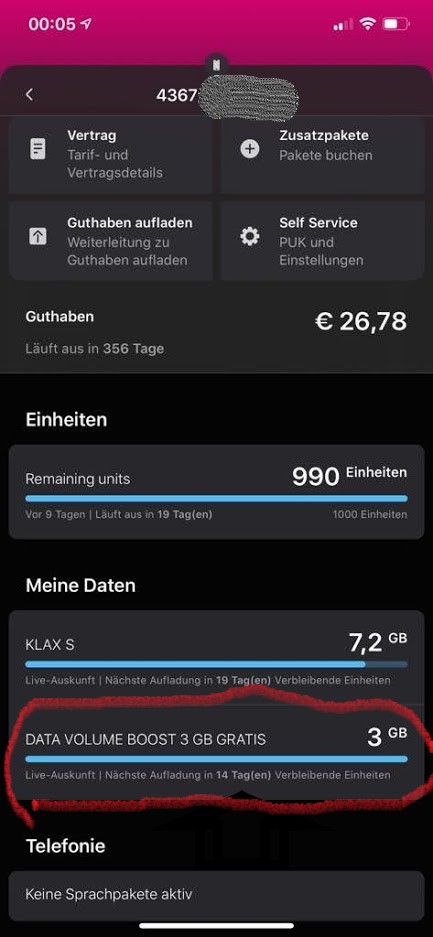 00:05
4367
Vertrag
Tarif- und
Vertragsdetails
Zusatzpakete
Pakete buchen
Guthaben aufladen
Weiterleitung zu
Guthaben aufladen
Self Service
PUK und
Einstellungen
Guthaben
€ 26,78
Läuft aus in 356 Tage
Einheiten
Remaining units
990 Einheiten
Vor 9 Tagen | Läuft aus in 19 Tag(en)
1000 Einheiten
Meine Daten
KLAX S
7,2 GB
Live-Auskunft | Nächste Aufladung in 19 Tag(en) Verbleibende Einheiten
DATA VOLUME BOOST 3 GB GRATIS
3 GB
Live-Auskunft | Nächste Aufladung in 14 Tag(en) Verbleibende Einheiten
Telefonie
Keine Sprachpakete aktiv